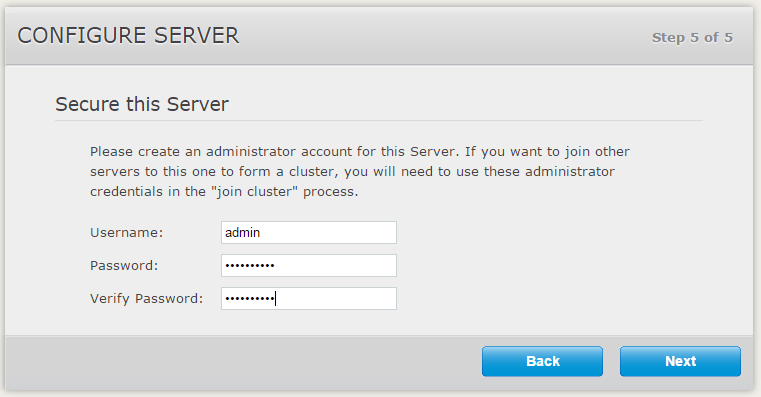 CONFIGURE SERVER
Step 5 of 5
Secure this Server
Please create an administrator account for this Server. If you want to join other
servers to this one to form a cluster, you will need to use these administrator
credentials in the "join cluster" process.
Username: admin
Password: ••••••••••
Verify Password: ••••••••••
Back Next